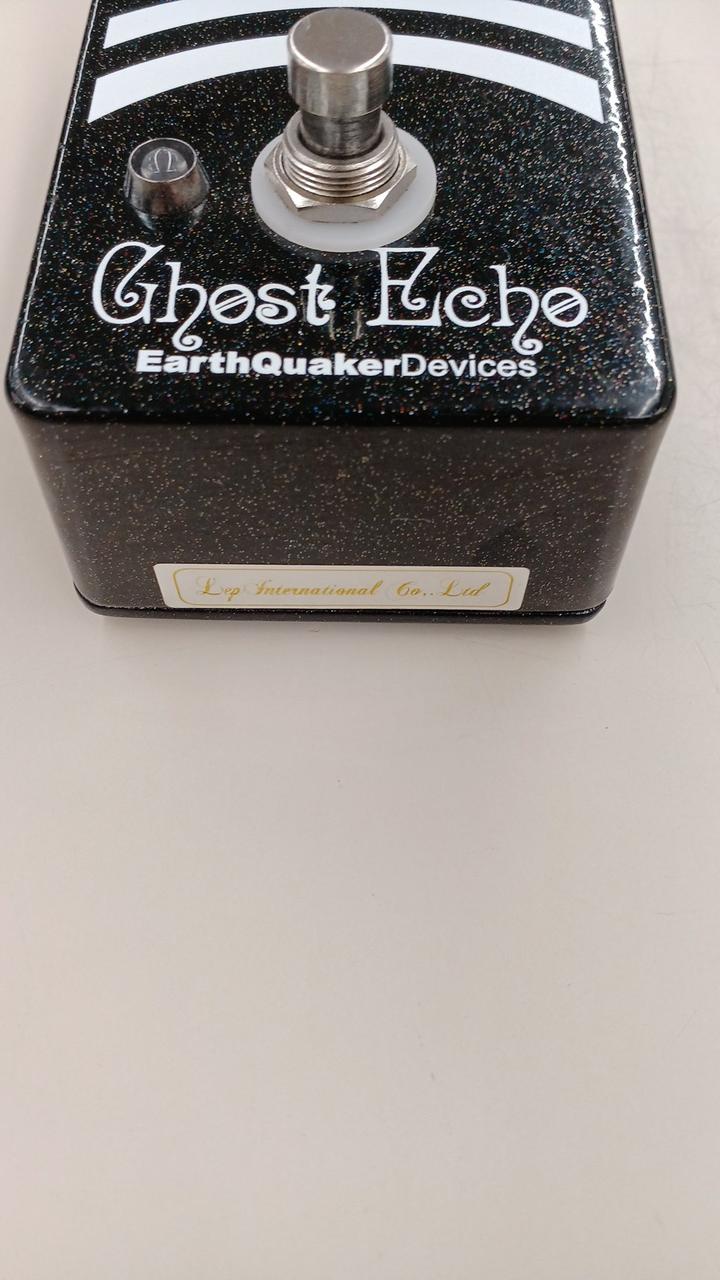 Ω
Ghost Echo
EarthQuakerDevices
Lep International Co,.Ltd